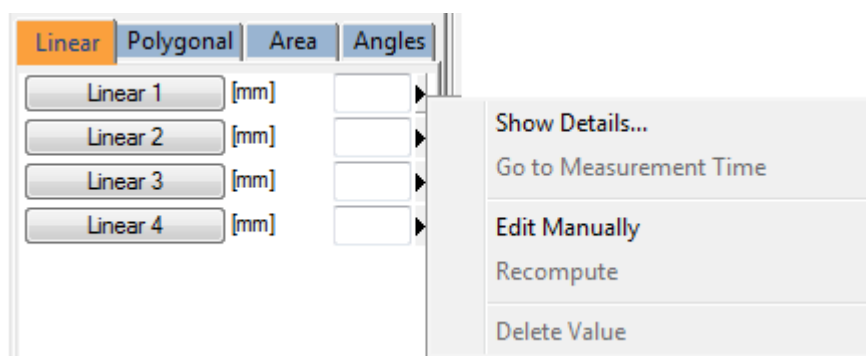 Linear Polygonal Area Angles
Linear 1 [mm]
Linear 2 [mm]
Linear 3 [mm]
Linear 4 [mm]
Show Details...
Go to Measurement Time
Edit Manually
Recompute
Delete Value